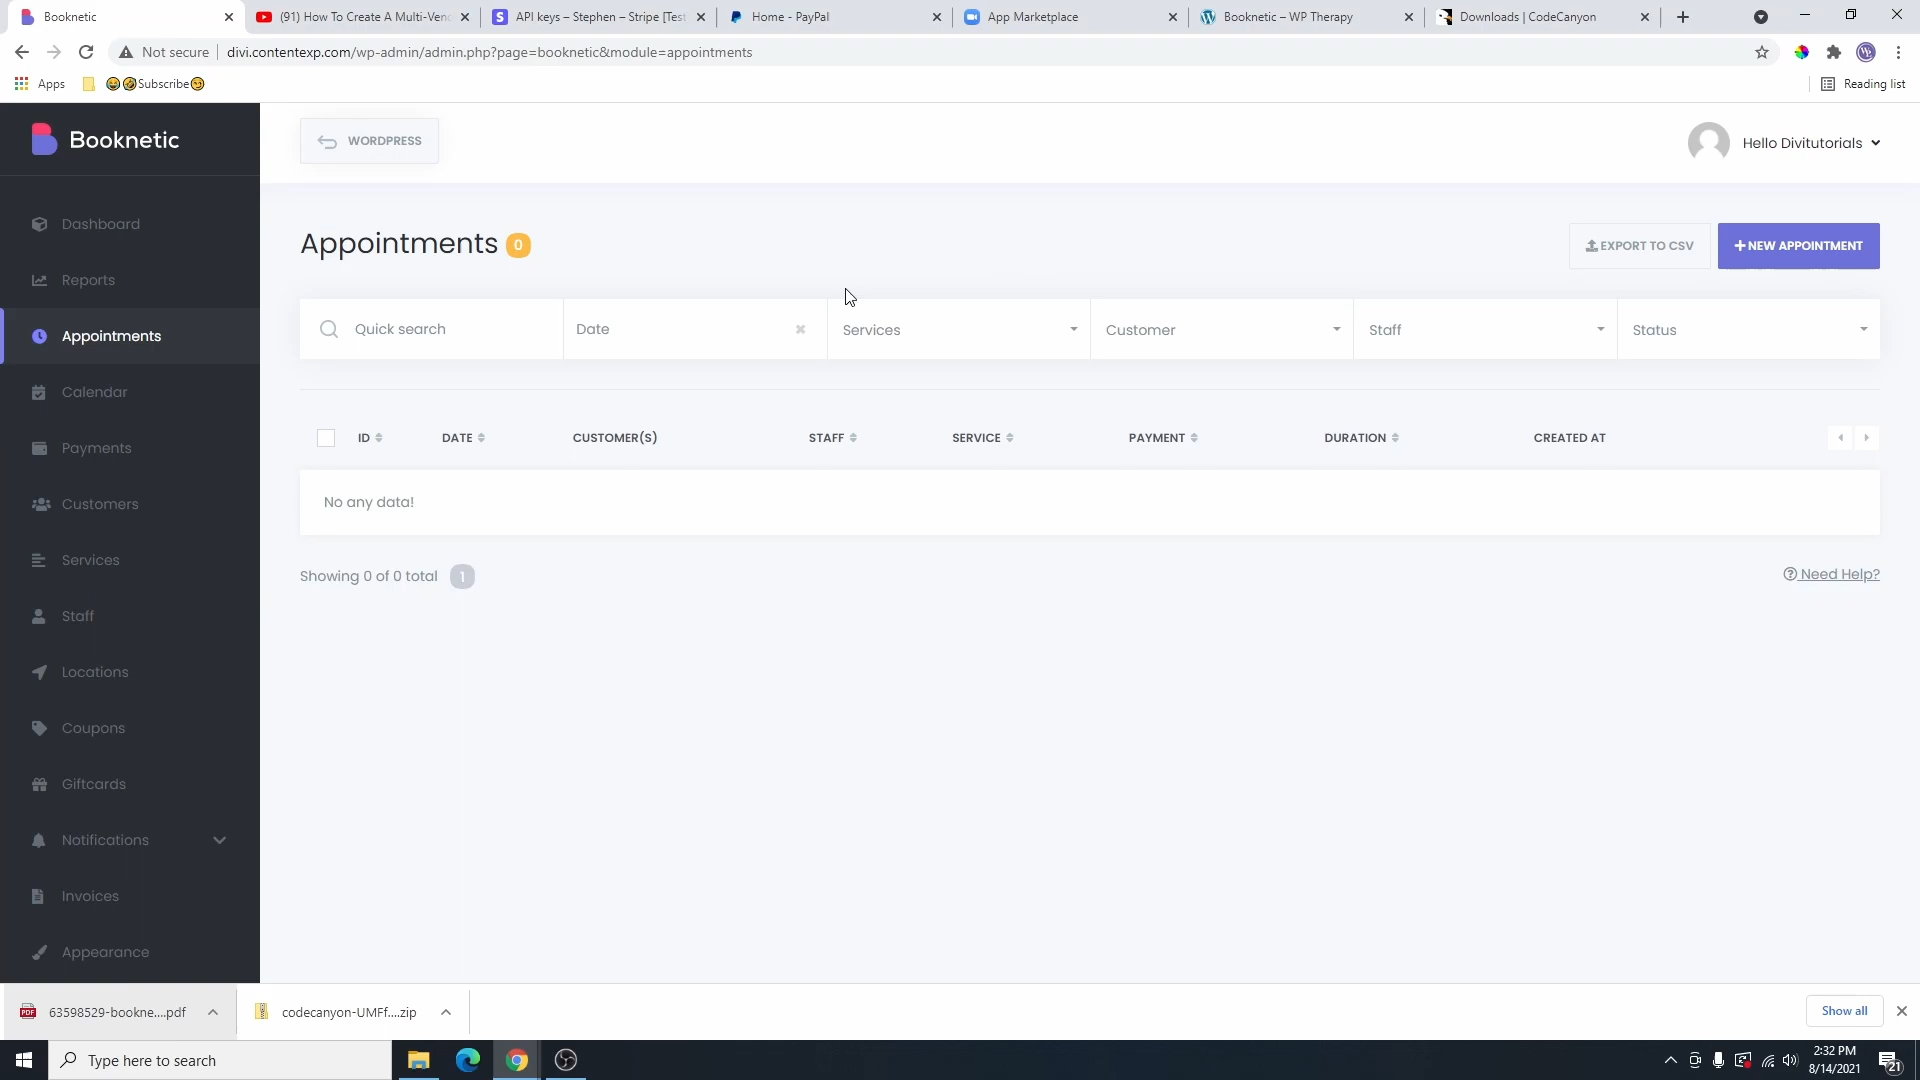 Booknetic
(91) How To Create A Multi-Vend
API keys – Stephen – Stripe [Test
Home - PayPal
App Marketplace
Booknetic – WP Therapy
Downloads | CodeCanyon
Not secure
divi.contentexp.com/wp-admin/admin.php?page=booknetic&module=appointments
Apps
😂🤣Subscribe😏
Reading list
Booknetic
WORDPRESS
Hello Divitutorials
Dashboard
Reports
Appointments
Calendar
Payments
Customers
Services
Staff
Locations
Coupons
Giftcards
Notifications
Invoices
Appearance
Appointments 0
EXPORT TO CSV
+ NEW APPOINTMENT
Quick search
Date
Services
Customer
Staff
Status
ID
DATE
CUSTOMER(S)
STAFF
SERVICE
PAYMENT
DURATION
CREATED AT
No any data!
Showing 0 of 0 total 1
Need Help?
63598529-bookne....pdf
codecanyon-UMFf....zip
Show all
Type here to search
2:32 PM
8/14/2021
21